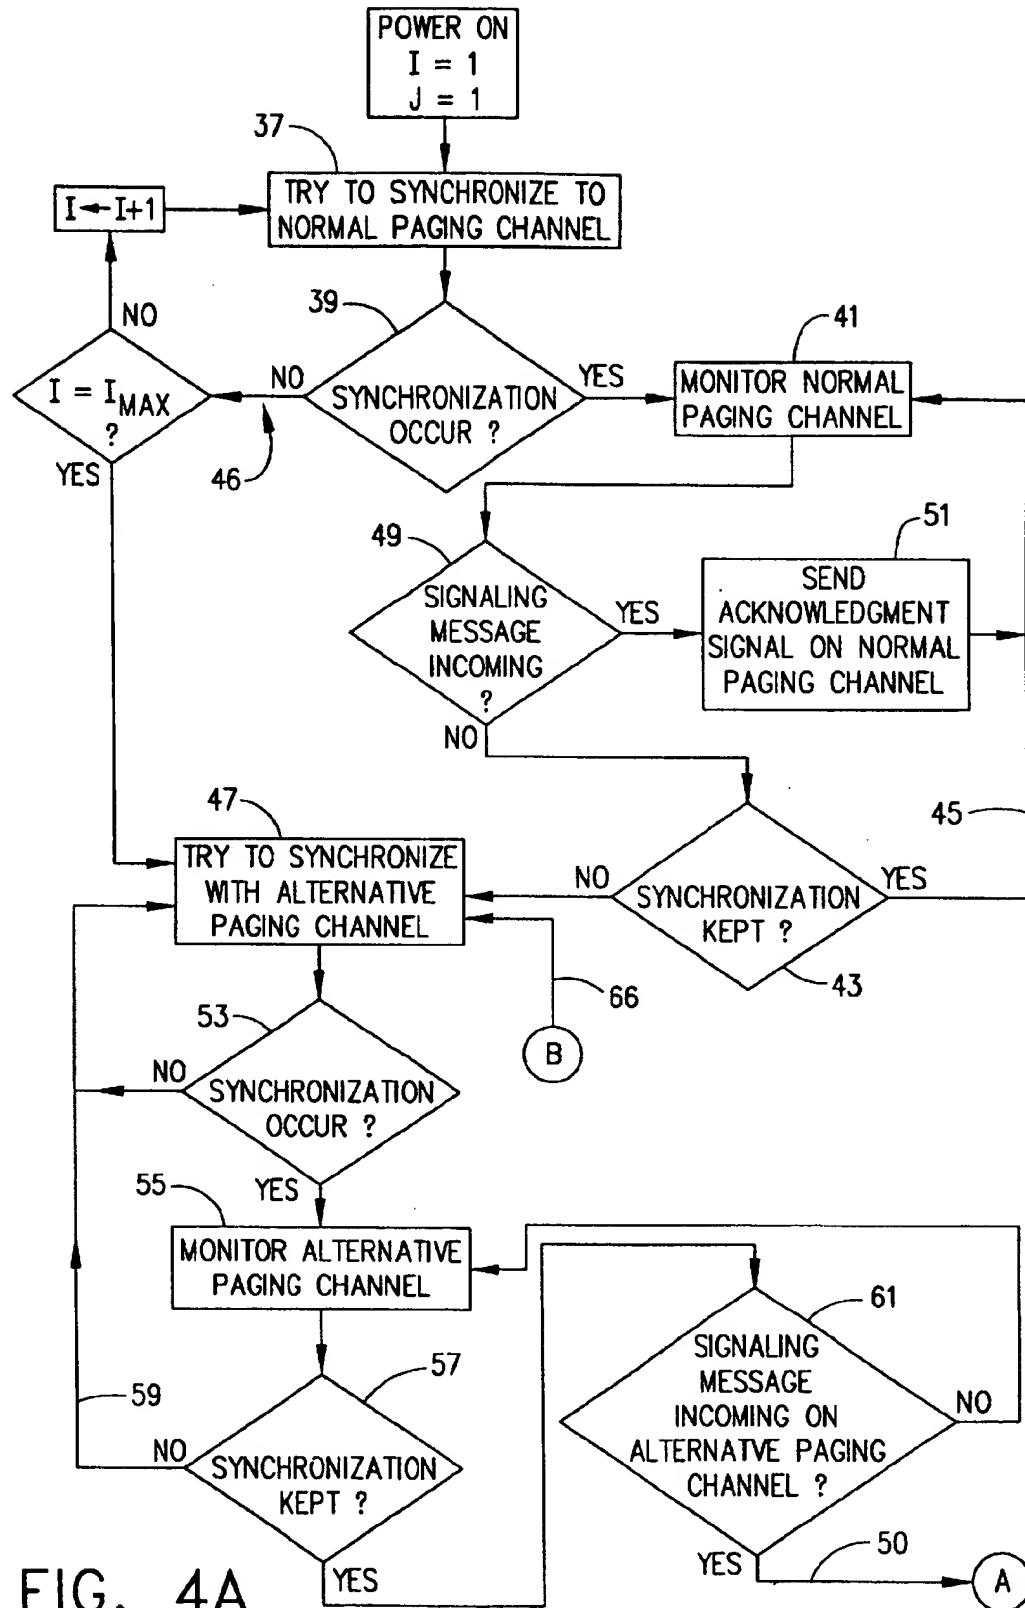 POWER ON
I = 1
J = 1
37
TRY TO SYNCHRONIZE TO
NORMAL PAGING CHANNEL
I←I+1
NO
39
41
I = IMAX
?
NO
46
SYNCHRONIZATION
OCCUR ?
YES
MONITOR NORMAL
PAGING CHANNEL
YES
49
SIGNALING
MESSAGE
INCOMING
?
YES
51
SEND
ACKNOWLEDGMENT
SIGNAL ON NORMAL
PAGING CHANNEL
NO
47
45
TRY TO SYNCHRONIZE
WITH ALTERNATIVE
PAGING CHANNEL
NO
SYNCHRONIZATION
KEPT ?
YES
43
66
B
53
NO
SYNCHRONIZATION
OCCUR ?
YES
55
MONITOR ALTERNATIVE
PAGING CHANNEL
57
59
NO
SYNCHRONIZATION
KEPT ?
YES
61
SIGNALING
MESSAGE
INCOMING ON
ALTERNATVE PAGING
CHANNEL ?
NO
YES
50
A
FIG. 4A